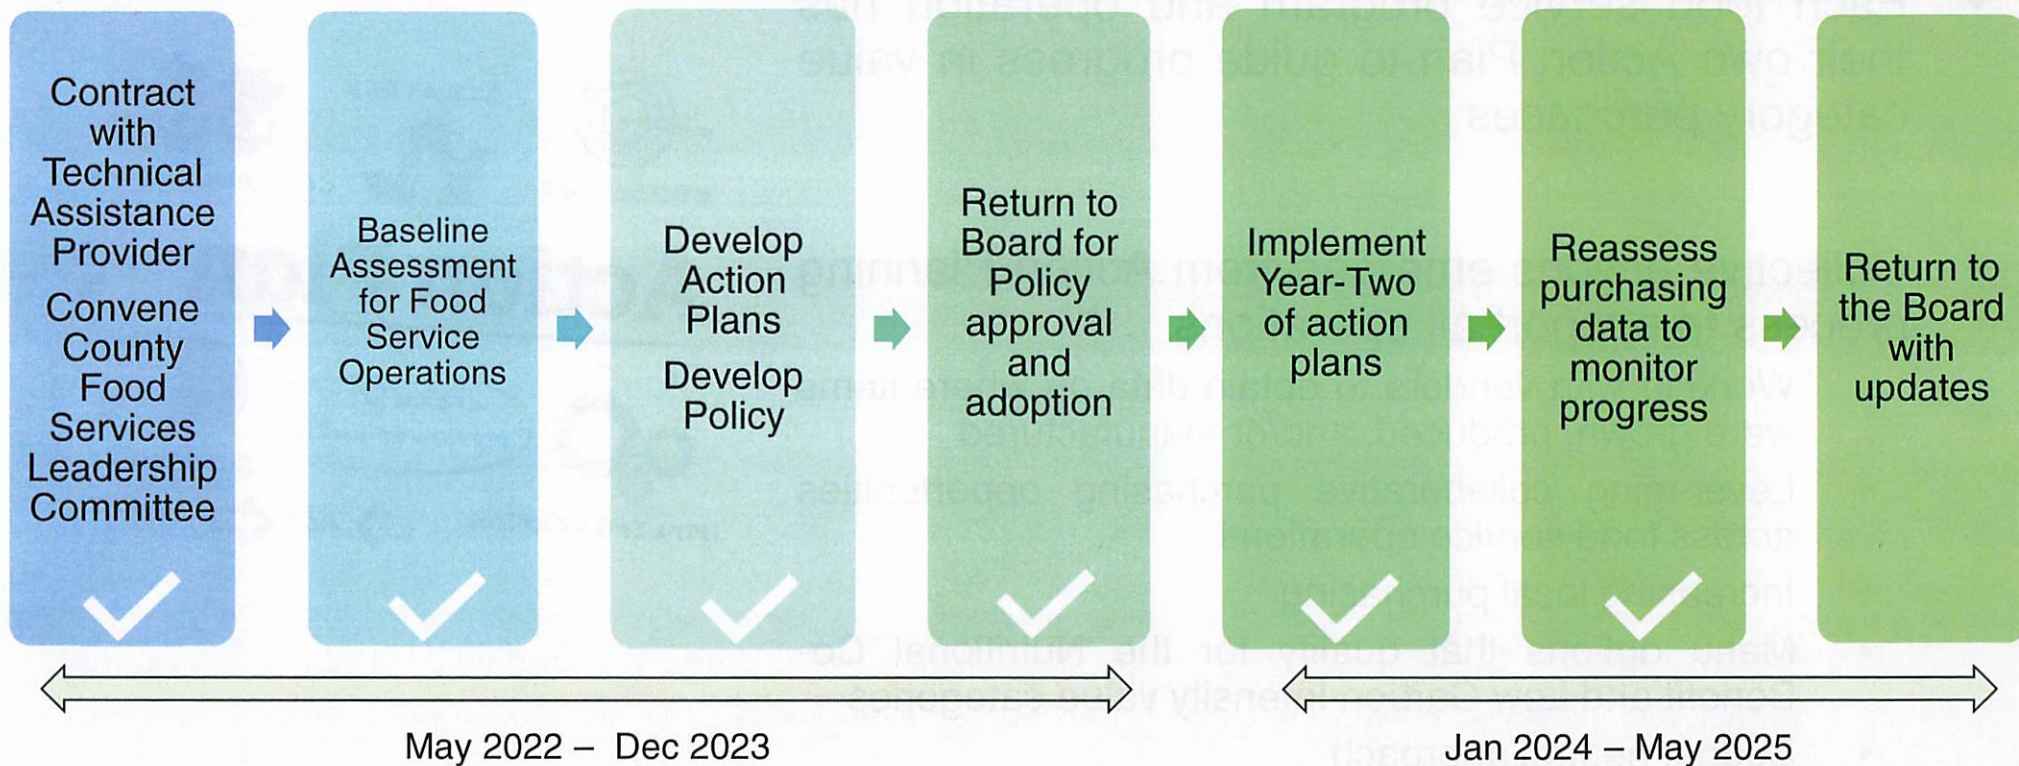 Contract
with
Technical
Assistance
Provider
Convene
County
Food
Services
Leadership
Committee
Baseline
Assessment
for Food
Service
Operations
Develop
Action
Plans
Develop
Policy
Return to
Board for
Policy
approval
and
adoption
Implement
Year-Two
of action
plans
Reassess
purchasing
data to
monitor
progress
Return to
the Board
with
updates
May 2022 – Dec 2023
Jan 2024 – May 2025